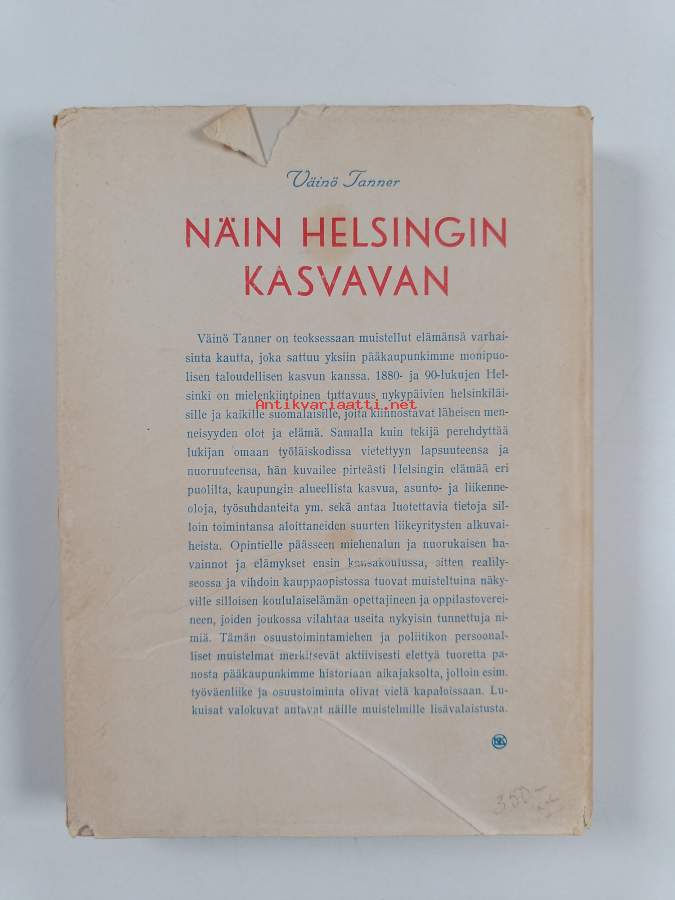 Väinö Tanner
NÄIN HELSINGIN
KASVAVAN
Väinö Tanner on teoksessaan muistellut elämänsä varhai-
sinta kautta, joka sattuu yksiin pääkaupunkimme monipuo-
lisen taloudellisen kasvun kanssa. 1880- ja 90-lukujen Hel-
sinki on mielenkiintoinen tuttavuus nykypäivien helsinkiläi-
Antikvariaatti.net
sille ja kaikille suomalaisille, joita kiinnostavat läheisen men-
neisyyden olot ja elämä. Samalla kuin tekijä perehdyttää
lukijan omaan työläiskodissa vietettyyn lapsuuteensa ja
nuoruuteensa, hän kuvailee pirteästi Helsingin elämää eri
puolilta, kaupungin alueellista kasvua, asunto- ja liikenne-
oloja, työsuhdanteita ym. sekä antaa luotettavia tietoja sil-
loin toimintansa aloittaneiden suurten liikeyritysten alkuvai-
heista. Opintielle päässeen miehenalun ja nuorukaisen ha-
vainnot ja elämykset ensin kansakoulussa, sitten realily-
seossa ja vihdoin kauppaopistossa tuovat muisteltuina näky-
ville silloisen koululaiselämän opettajineen ja oppilastoverei-
neen, joiden joukossa vilahtaa useita nykyisin tunnettuja ni-
miä. Tämän osuustoimintamiehen ja poliitikon persoonal-
liset muistelmat merkitsevät aktiivisesti elettyä tuoretta pa-
nosta pääkaupunkimme historiaan aikajaksolta, jolloin esim.
työväenliike ja osuustoiminta olivat vielä kapaloissaan. Lu-
kuisat valokuvat antavat näille muistelmille lisävalaistusta.
350,-